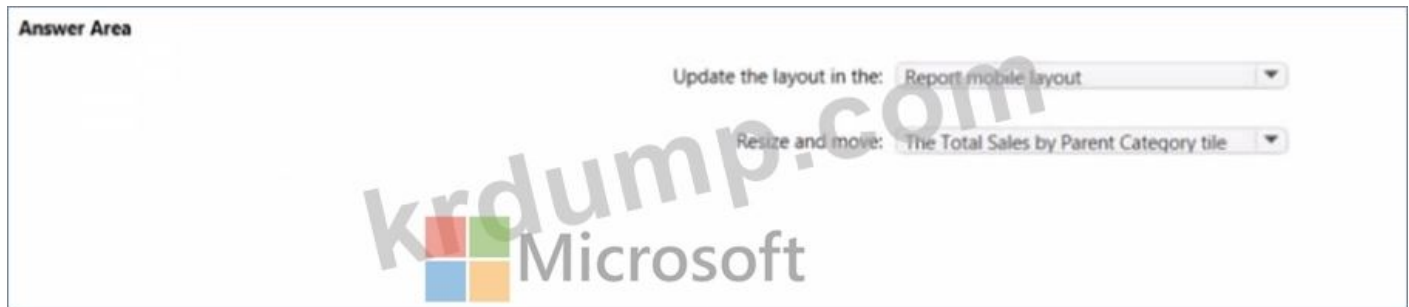 Answer Area
Update the layout in the: Report mobile layout
Resize and move: The Total Sales by Parent Category tile
krdump.com
Microsoft